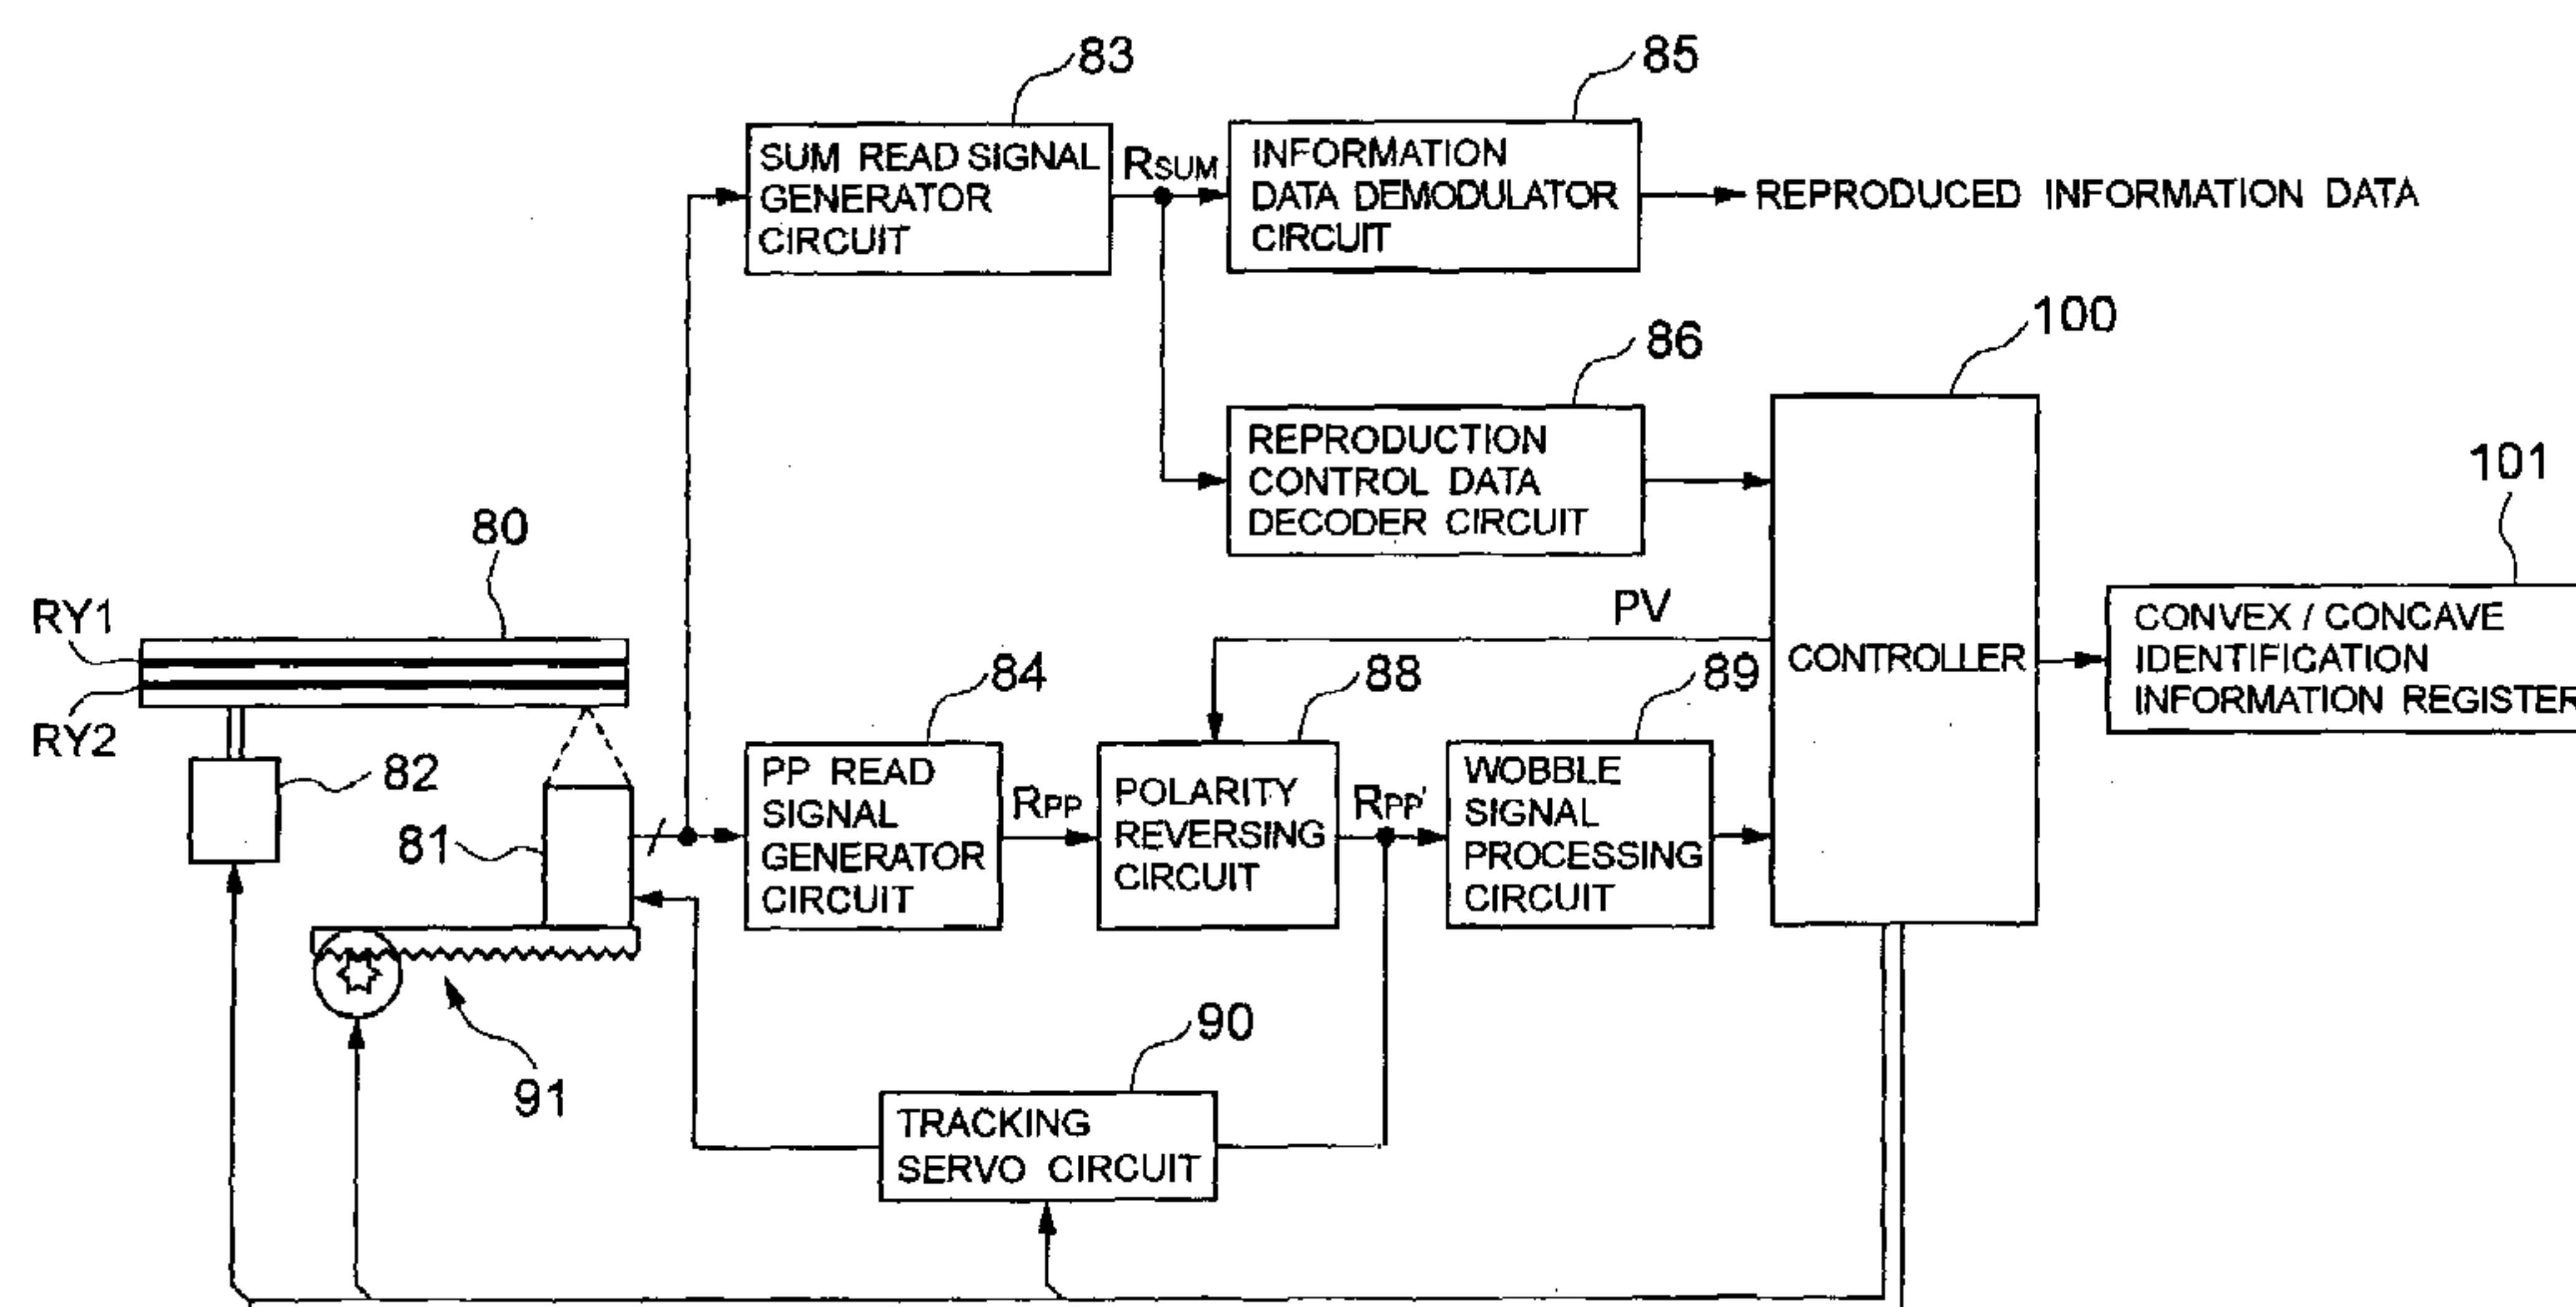 83
85
SUM READ SIGNAL
GENERATOR
CIRCUIT
RSUM
INFORMATION
DATA DEMODULATOR
CIRCUIT
REPRODUCED INFORMATION DATA
86
100
REPRODUCTION
CONTROL DATA
DECODER CIRCUIT
101
80
RY1
RY2
PV
CONTROLLER
CONVEX / CONCAVE
IDENTIFICATION
INFORMATION REGISTER
84
88
89
82
81
PP READ
SIGNAL
GENERATOR
CIRCUIT
RPP
POLARITY
REVERSING
CIRCUIT
RPP'
WOBBLE
SIGNAL
PROCESSING
CIRCUIT
91
90
TRACKING
SERVO CIRCUIT